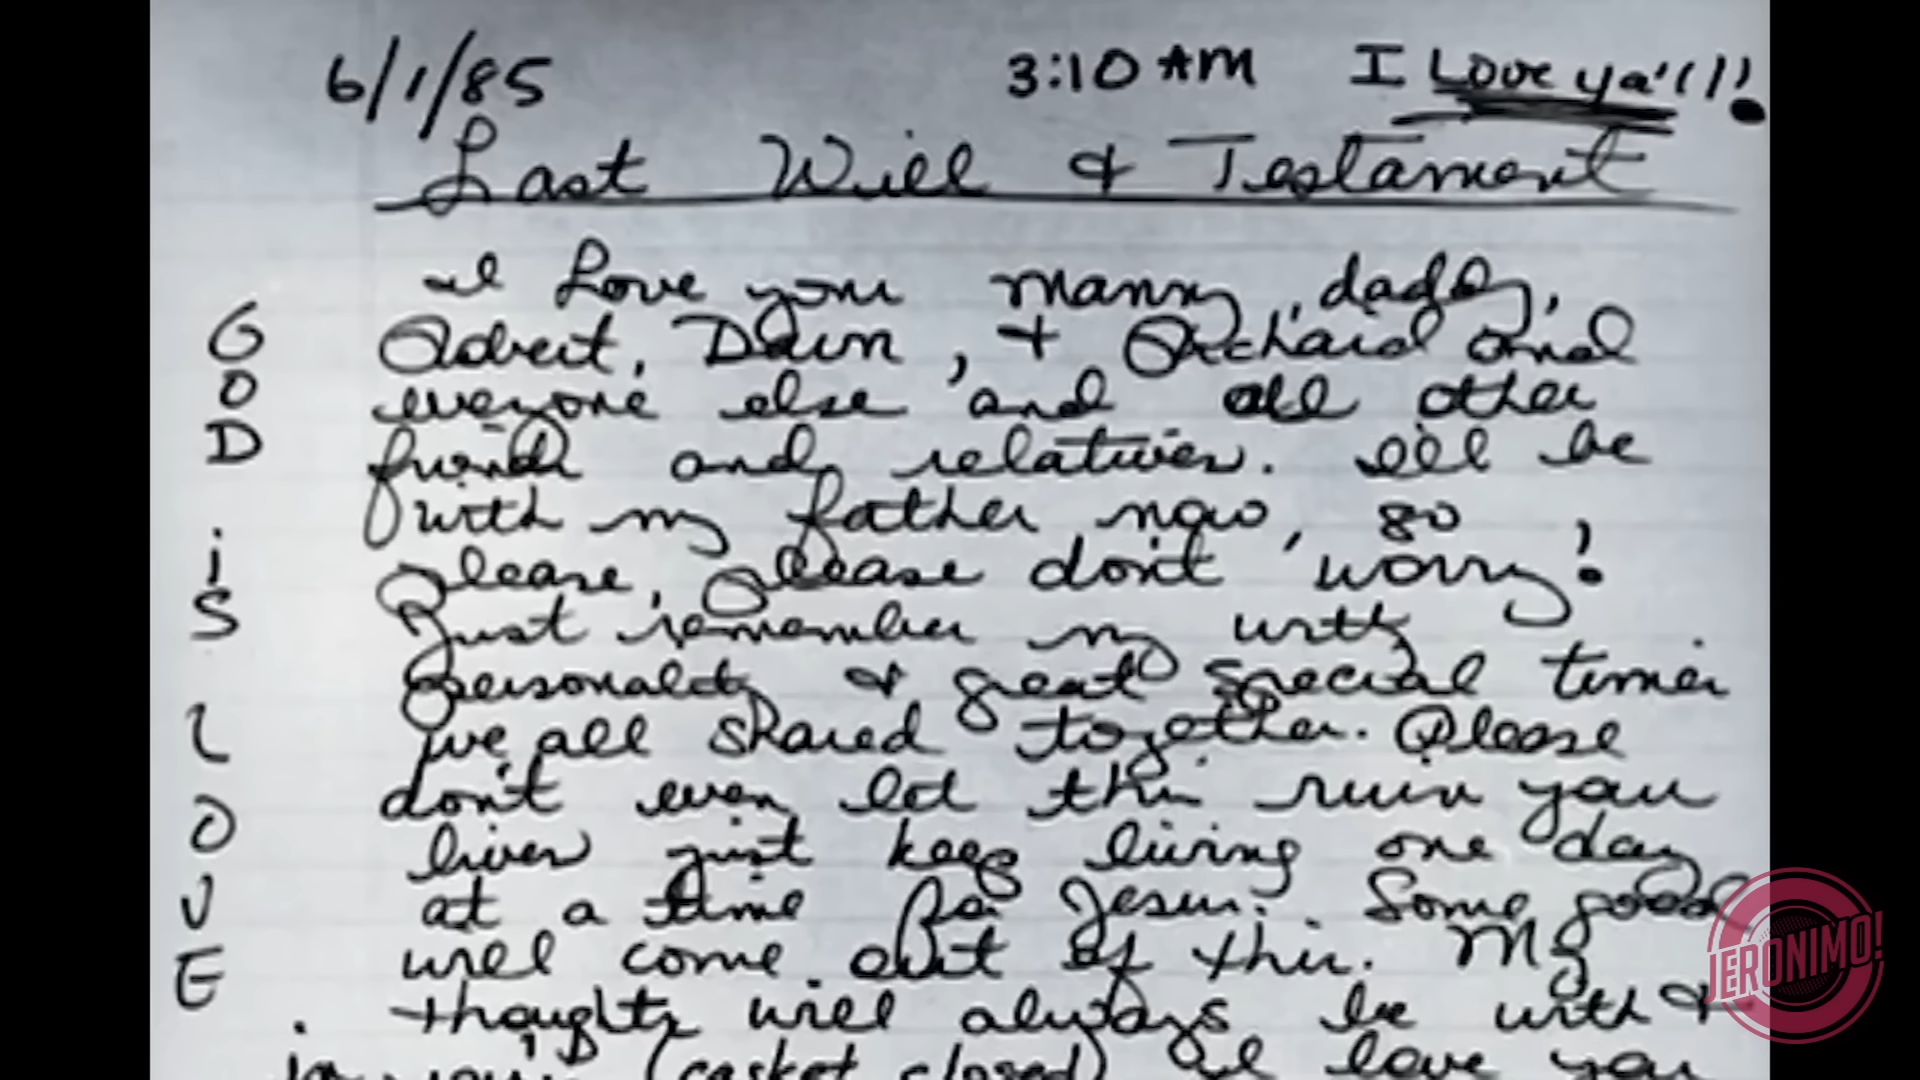 6/1/85 3:10 AM I Love ya'll!!
Last Will & Testament
I Love you mamy, daddy,
Robert, Dawn, & Richard and
everyone else and all other
friends and relatives. I'll be
with my father now, so
please, please don't worry!
Just remember my witty
personality & great special times
we all shared together. Please
don't ever let this ruin your
lives just keep living one day
at a time for Jesus. Some good
will come out of this. My
thoughts will always be with &
in you. (casket closed) I love you
G
O
D
i
S
L
O
V
E
JERONIMO!